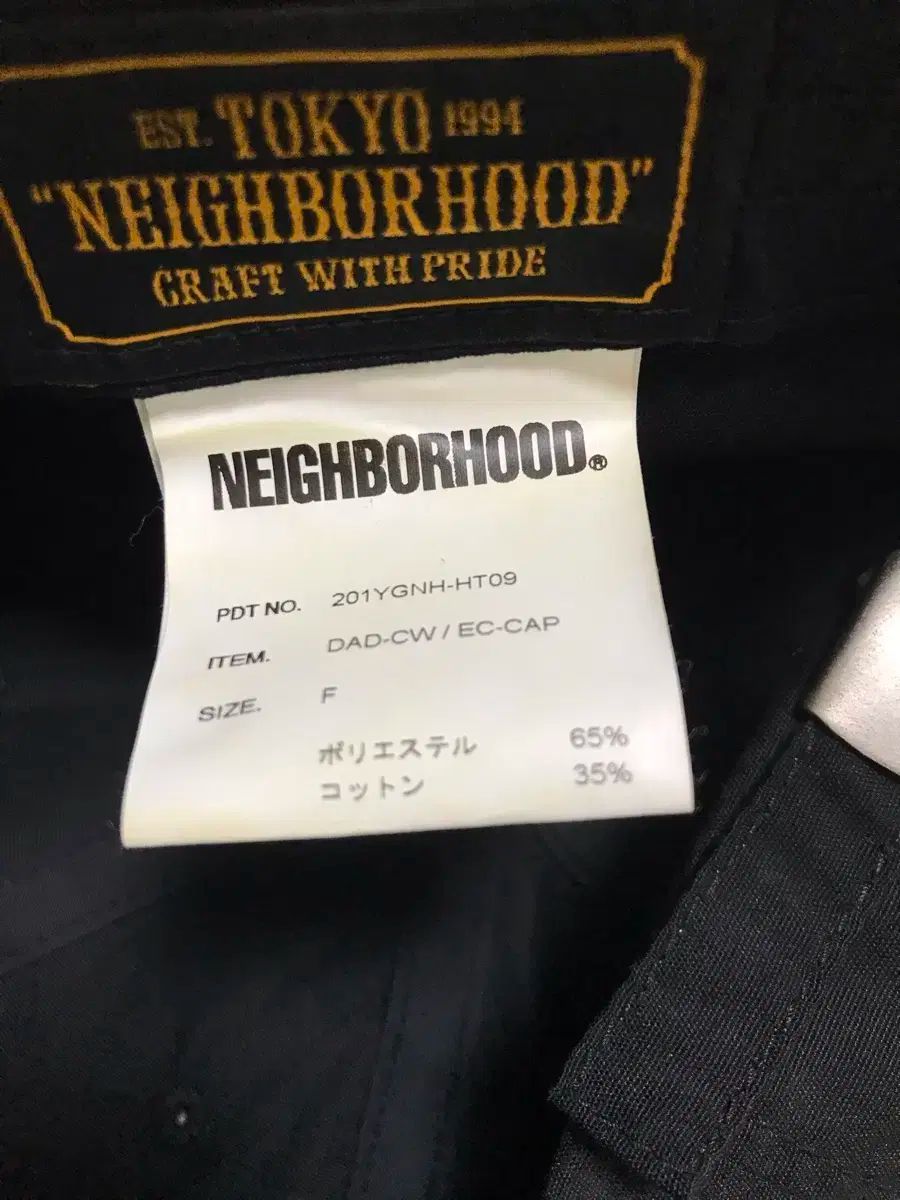 EST. TOKYO 1994
"NEIGHBORHOOD"
CRAFT WITH PRIDE
NEIGHBORHOOD®
PDT NO. 201YGNH-HT09
ITEM. DAD-CW / EC-CAP
SIZE. F
ポリエステル 65%
コットン 35%